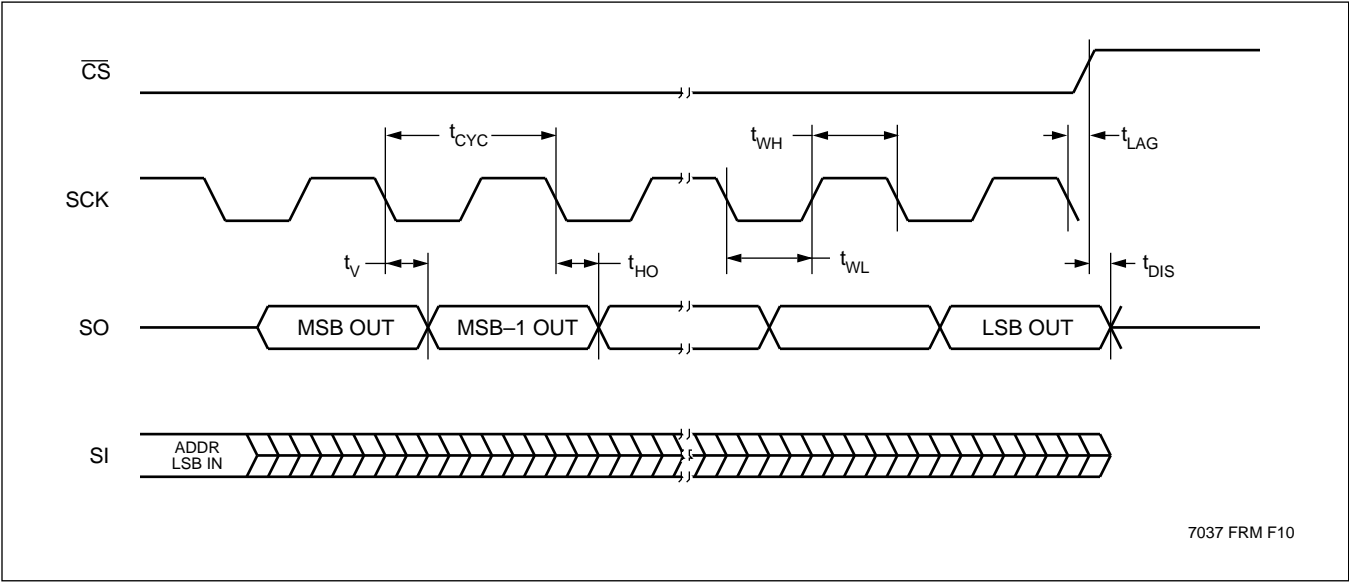 CS
tCYC
tWH
tLAG
SCK
tV
tHO
tWL
tDIS
SO
MSB OUT
MSB–1 OUT
LSB OUT
SI
ADDR
LSB IN
7037 FRM F10